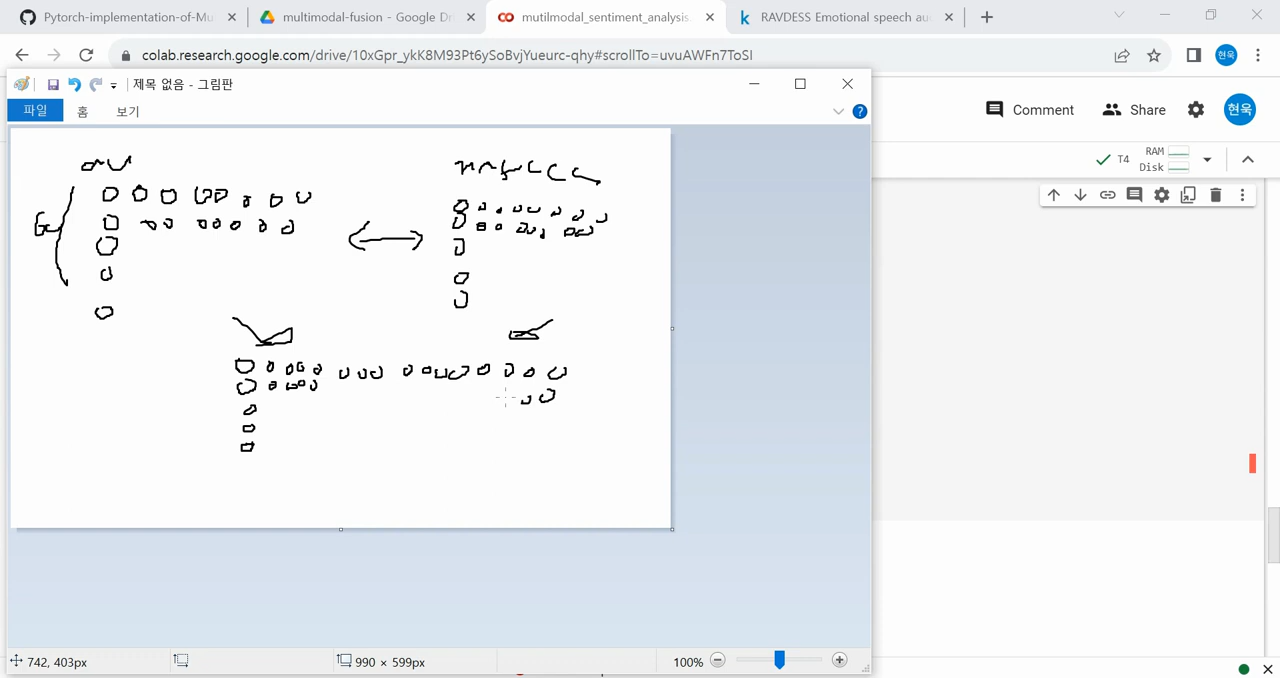 Pytorch-implementation-of-Mu
multimodal-fusion - Google Dr
mutilmodal_sentiment_analysis.
RAVDESS Emotional speech au
colab.research.google.com/drive/10xGpr_ykK8M93Pt6ySoBvjYueurc-qhy#scrollTo=uvuAWFn7ToSI
현욱
제목 없음 - 그림판
파일 홈 보기
Comment Share 현욱
T4 RAM
Disk
742, 403px
990 × 599px
100%